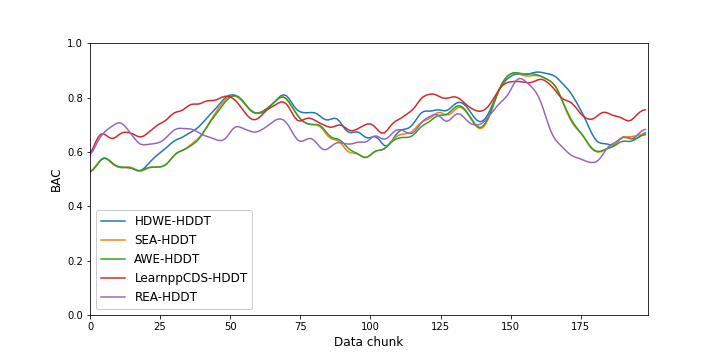 1.0
0.8
0.6
0.4
0.2
0.0
BAC
HDWE-HDDT
SEA-HDDT
AWE-HDDT
LearnppCDS-HDDT
REA-HDDT
0 25 50 75 100 125 150 175
Data chunk